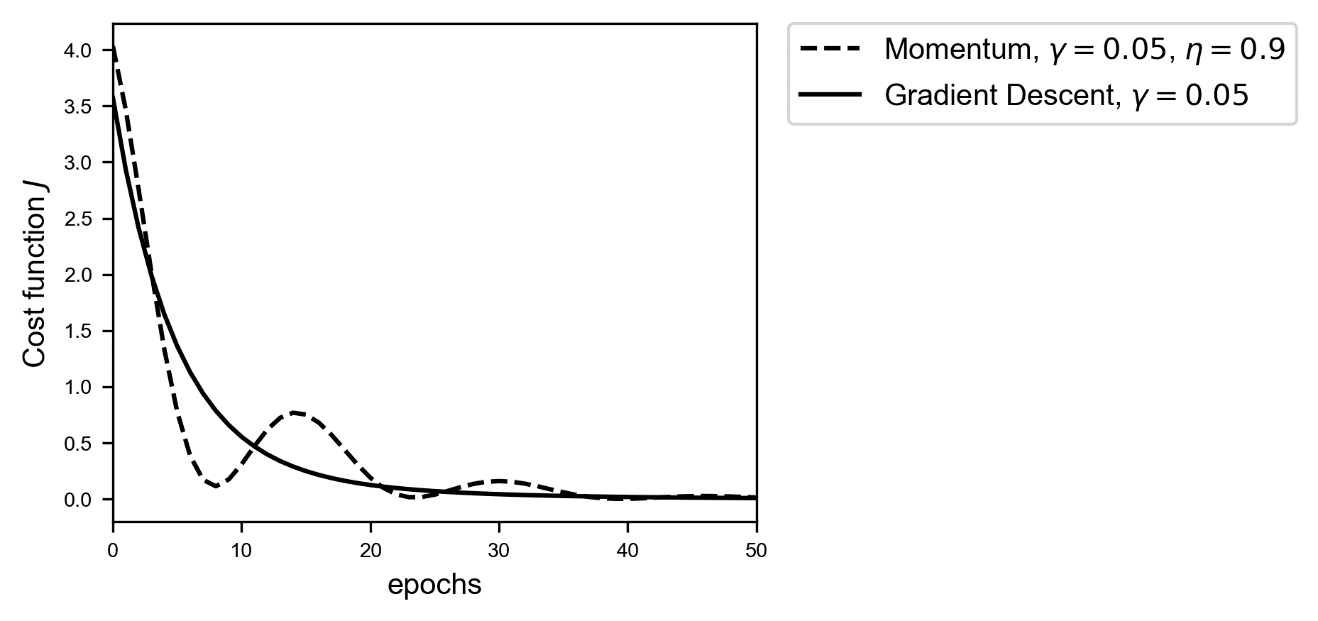 Momentum, γ = 0.05, η = 0.9
Gradient Descent, γ = 0.05
Cost function J
4.0
3.5
3.0
2.5
2.0
1.5
1.0
0.5
0.0
0 10 20 30 40 50
epochs